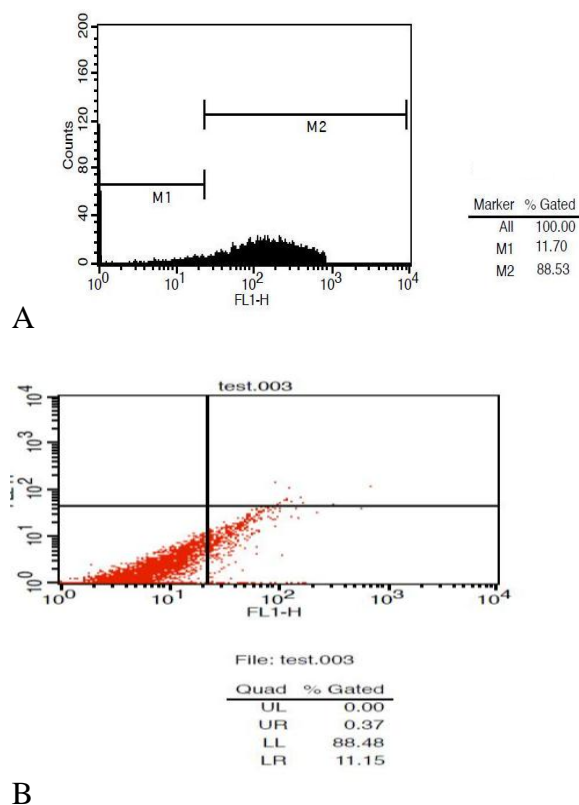 200
160
120
80
40
0
Counts
M2
M1
10^0 10^1 10^2 10^3 10^4
FL1-H
Marker % Gated
All 100.00
M1 11.70
M2 88.53
A
test.003
10^4
10^3
10^2
10^1
10^0
10^0 10^1 10^2 10^3 10^4
FL1-H
File: test.003
Quad % Gated
UL 0.00
UR 0.37
LL 88.48
LR 11.15
B